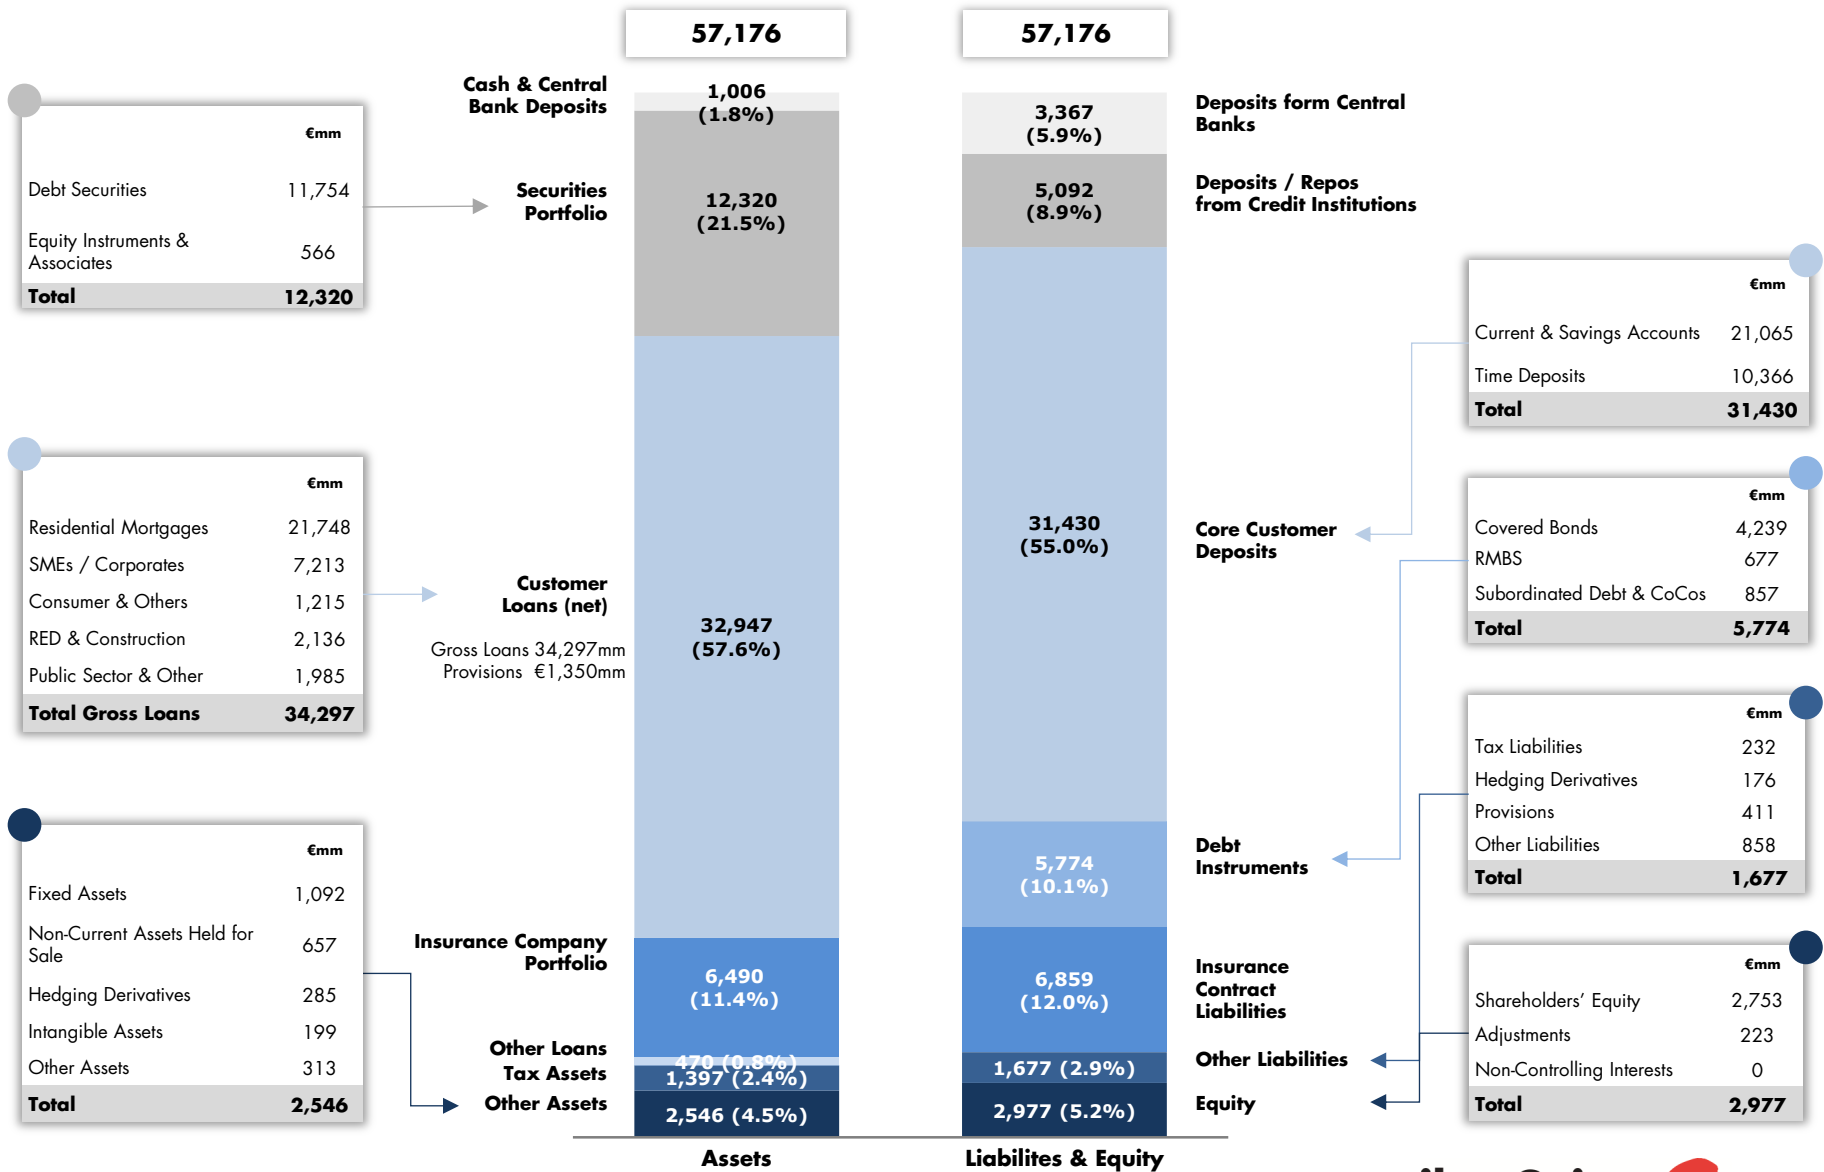 57,176
57,176
Cash & Central
Bank Deposits
1,006
(1.8%)
3,367
(5.9%)
Deposits form Central
Banks
€mm
Debt Securities 11,754
Equity Instruments &
Associates 566
Total 12,320
Securities
Portfolio
12,320
(21.5%)
5,092
(8.9%)
Deposits / Repos
from Credit Institutions
€mm
Current & Savings Accounts 21,065
Time Deposits 10,366
Total 31,430
€mm
Residential Mortgages 21,748
SMEs / Corporates 7,213
Consumer & Others 1,215
RED & Construction 2,136
Public Sector & Other 1,985
Total Gross Loans 34,297
Customer
Loans (net)
Gross Loans 34,297mm
Provisions €1,350mm
32,947
(57.6%)
31,430
(55.0%)
Core Customer
Deposits
€mm
Covered Bonds 4,239
RMBS 677
Subordinated Debt & CoCos 857
Total 5,774
5,774
(10.1%)
Debt
Instruments
€mm
Tax Liabilities 232
Hedging Derivatives 176
Provisions 411
Other Liabilities 858
Total 1,677
€mm
Fixed Assets 1,092
Non-Current Assets Held for
Sale 657
Hedging Derivatives 285
Intangible Assets 199
Other Assets 313
Total 2,546
Insurance Company
Portfolio
6,490
(11.4%)
6,859
(12.0%)
Insurance
Contract
Liabilities
€mm
Shareholders' Equity 2,753
Adjustments 223
Non-Controlling Interests 0
Total 2,977
Other Loans
470 (0.8%)
Tax Assets
1,397 (2.4%)
1,677 (2.9%)
Other Liabilities
Other Assets
2,546 (4.5%)
2,977 (5.2%)
Equity
Assets
Liabilites & Equity